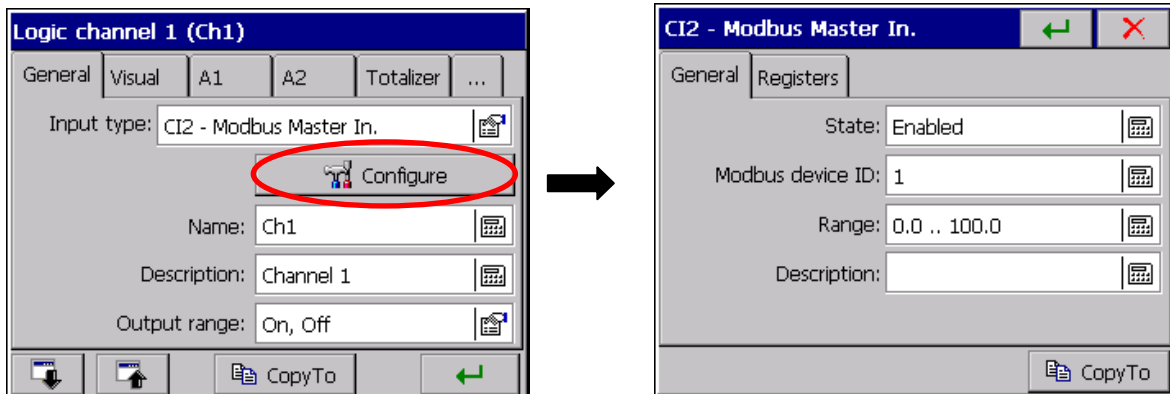 Logic channel 1 (Ch1)
General Visual A1 A2 Totalizer ...
Input type: CI2 - Modbus Master In.
Configure
Name: Ch1
Description: Channel 1
Output range: On, Off
CopyTo
CI2 - Modbus Master In.
General Registers
State: Enabled
Modbus device ID: 1
Range: 0.0 .. 100.0
Description:
CopyTo